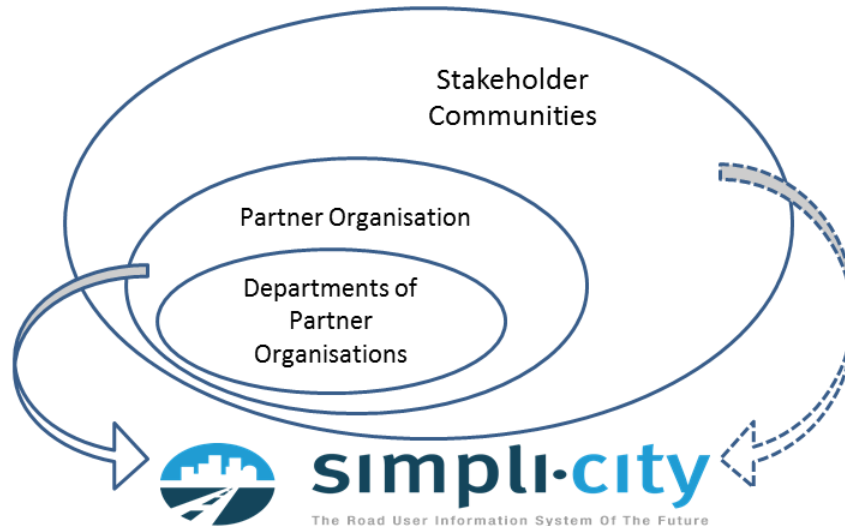 Stakeholder
Communities
Partner Organisation
Departments of
Partner
Organisations
simpli·city
The Road User Information System Of The Future